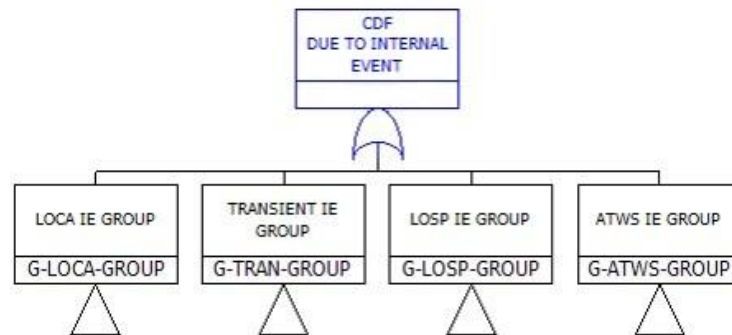 CDF
DUE TO INTERNAL
EVENT
LOCA IE GROUP
G-LOCA-GROUP
TRANSIENT IE
GROUP
G-TRAN-GROUP
LOSP IE GROUP
G-LOSP-GROUP
ATWS IE GROUP
G-ATWS-GROUP